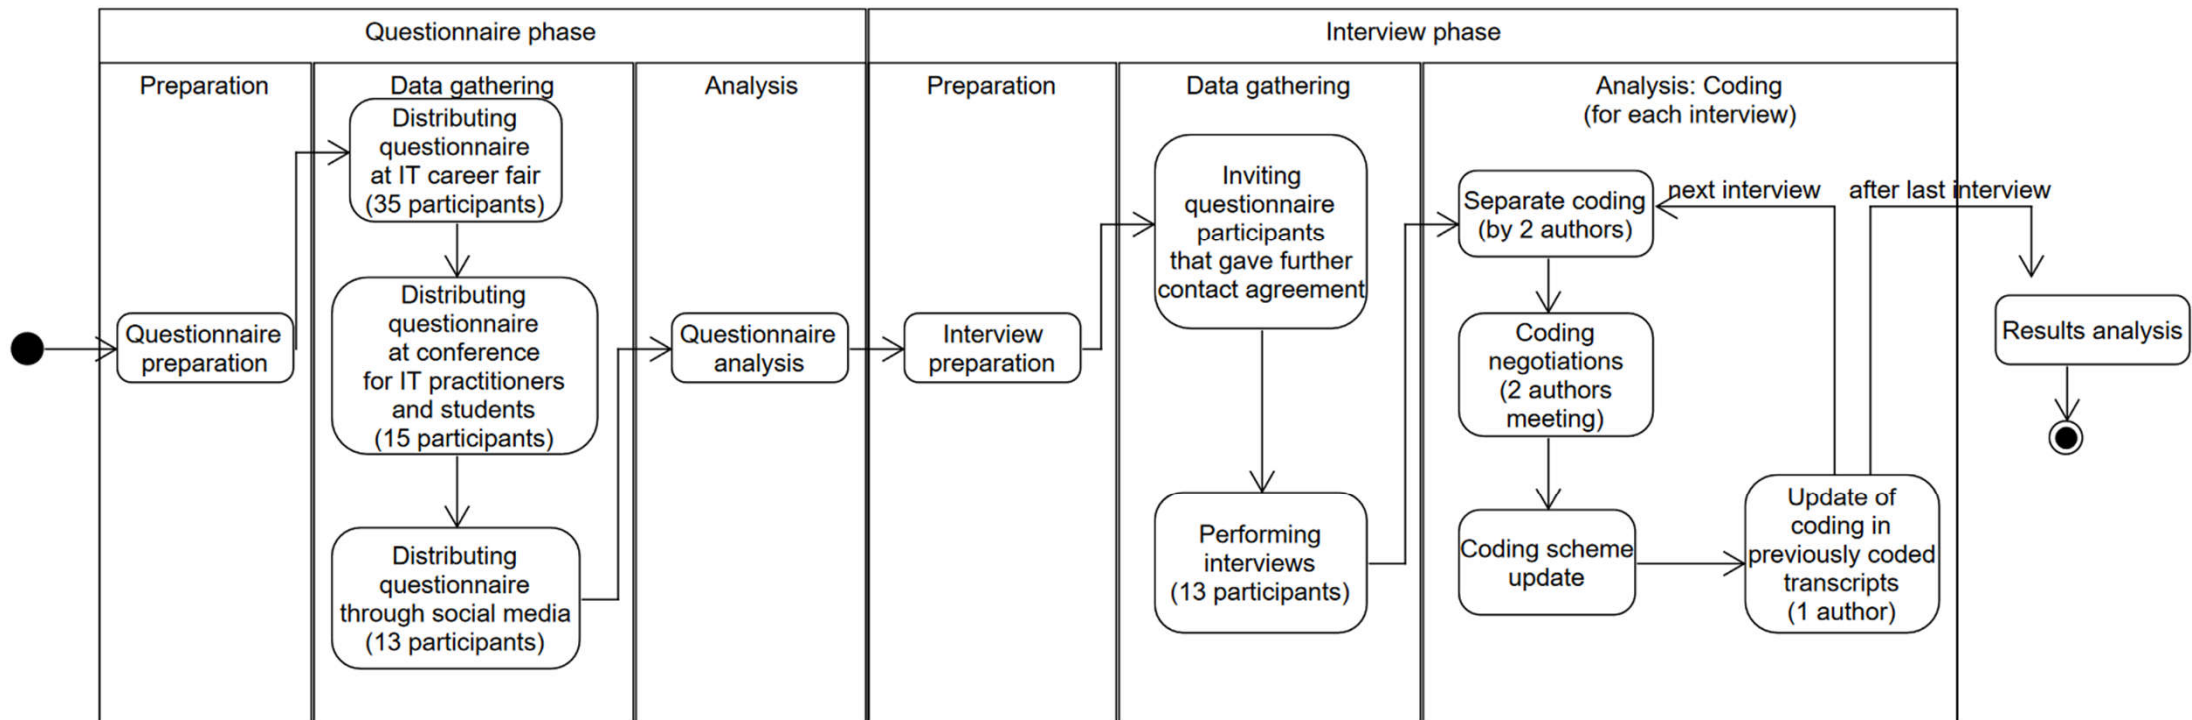 Questionnaire phase
Interview phase
Preparation
Data gathering
Analysis
Preparation
Data gathering
Analysis: Coding
(for each interview)
Questionnaire
preparation
Distributing
questionnaire
at IT career fair
(35 participants)
Distributing
questionnaire
at conference
for IT practitioners
and students
(15 participants)
Distributing
questionnaire
through social media
(13 participants)
Questionnaire
analysis
Interview
preparation
Inviting
questionnaire
participants
that gave further
contact agreement
Performing
interviews
(13 participants)
Separate coding
(by 2 authors)
Coding
negotiations
(2 authors
meeting)
Coding scheme
update
Update of
coding in
previously coded
transcripts
(1 author)
next interview
after last interview
Results analysis